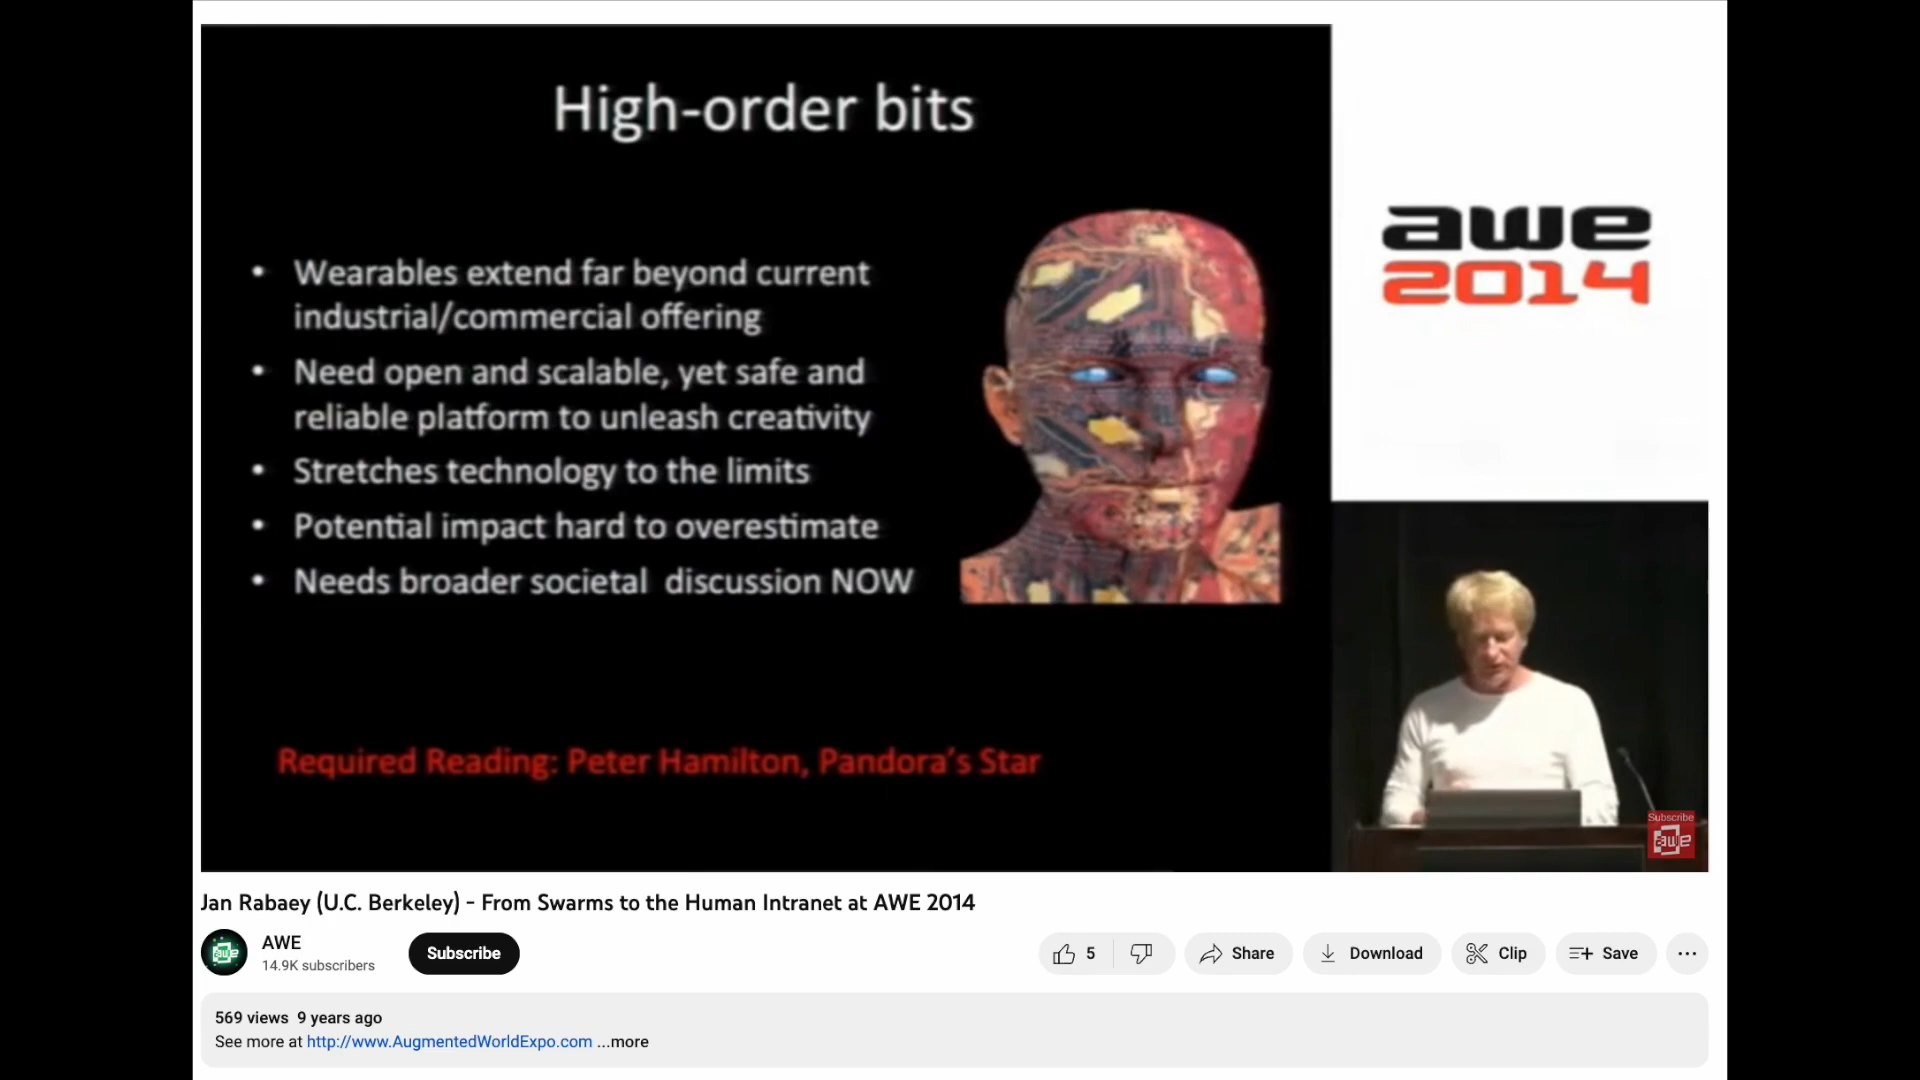 High-order bits
• Wearables extend far beyond current
industrial/commercial offering
• Need open and scalable, yet safe and
reliable platform to unleash creativity
• Stretches technology to the limits
• Potential impact hard to overestimate
• Needs broader societal  discussion NOW
Required Reading: Peter Hamilton, Pandora's Star
awe
2014
Subscribe
awe
Jan Rabaey (U.C. Berkeley) - From Swarms to the Human Intranet at AWE 2014
awe
AWE
14.9K subscribers
Subscribe
5
Share
Download
Clip
Save
569 views  9 years ago
See more at http://www.AugmentedWorldExpo.com ...more